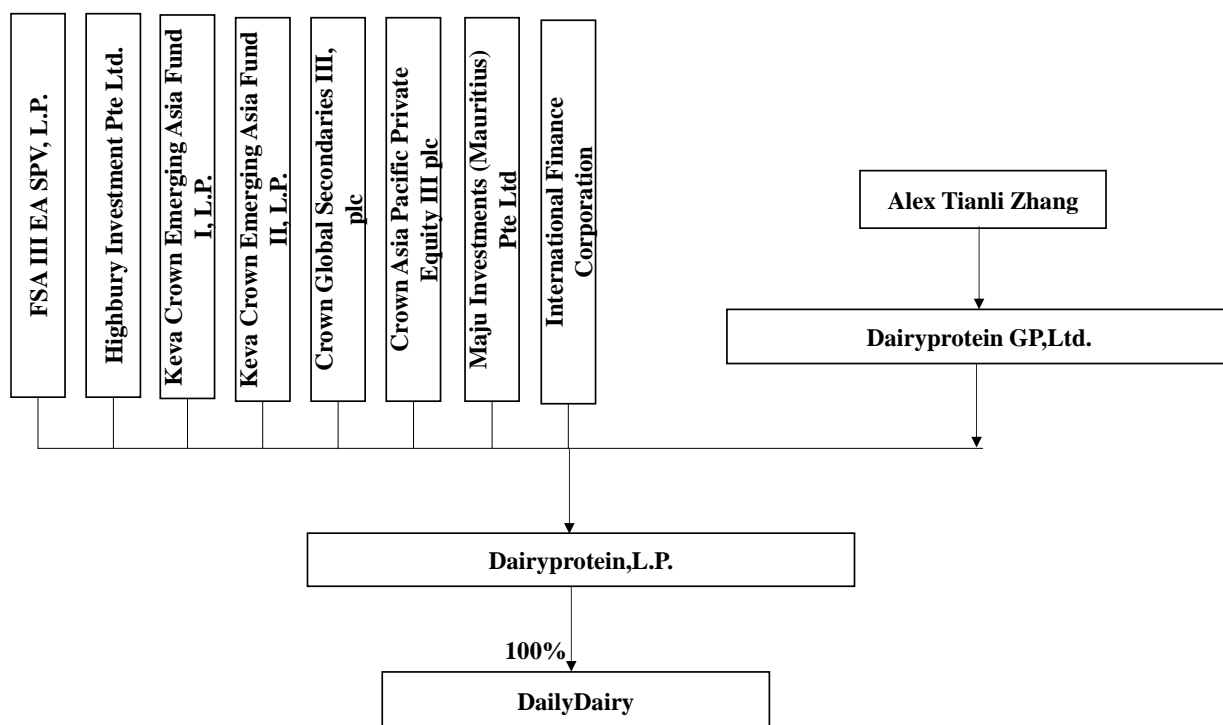 FSA III EA SPV, L.P.
Highbury Investment Pte Ltd.
Keva Crown Emerging Asia Fund
I, L.P.
Keva Crown Emerging Asia Fund
II, L.P.
Crown Global Secondaries III,
plc
Crown Asia Pacific Private
Equity III plc
Maju Investments (Mauritius)
Pte Ltd
International Finance
Corporation
Alex Tianli Zhang
Dairyprotein GP,Ltd.
Dairyprotein,L.P.
100%
DailyDairy